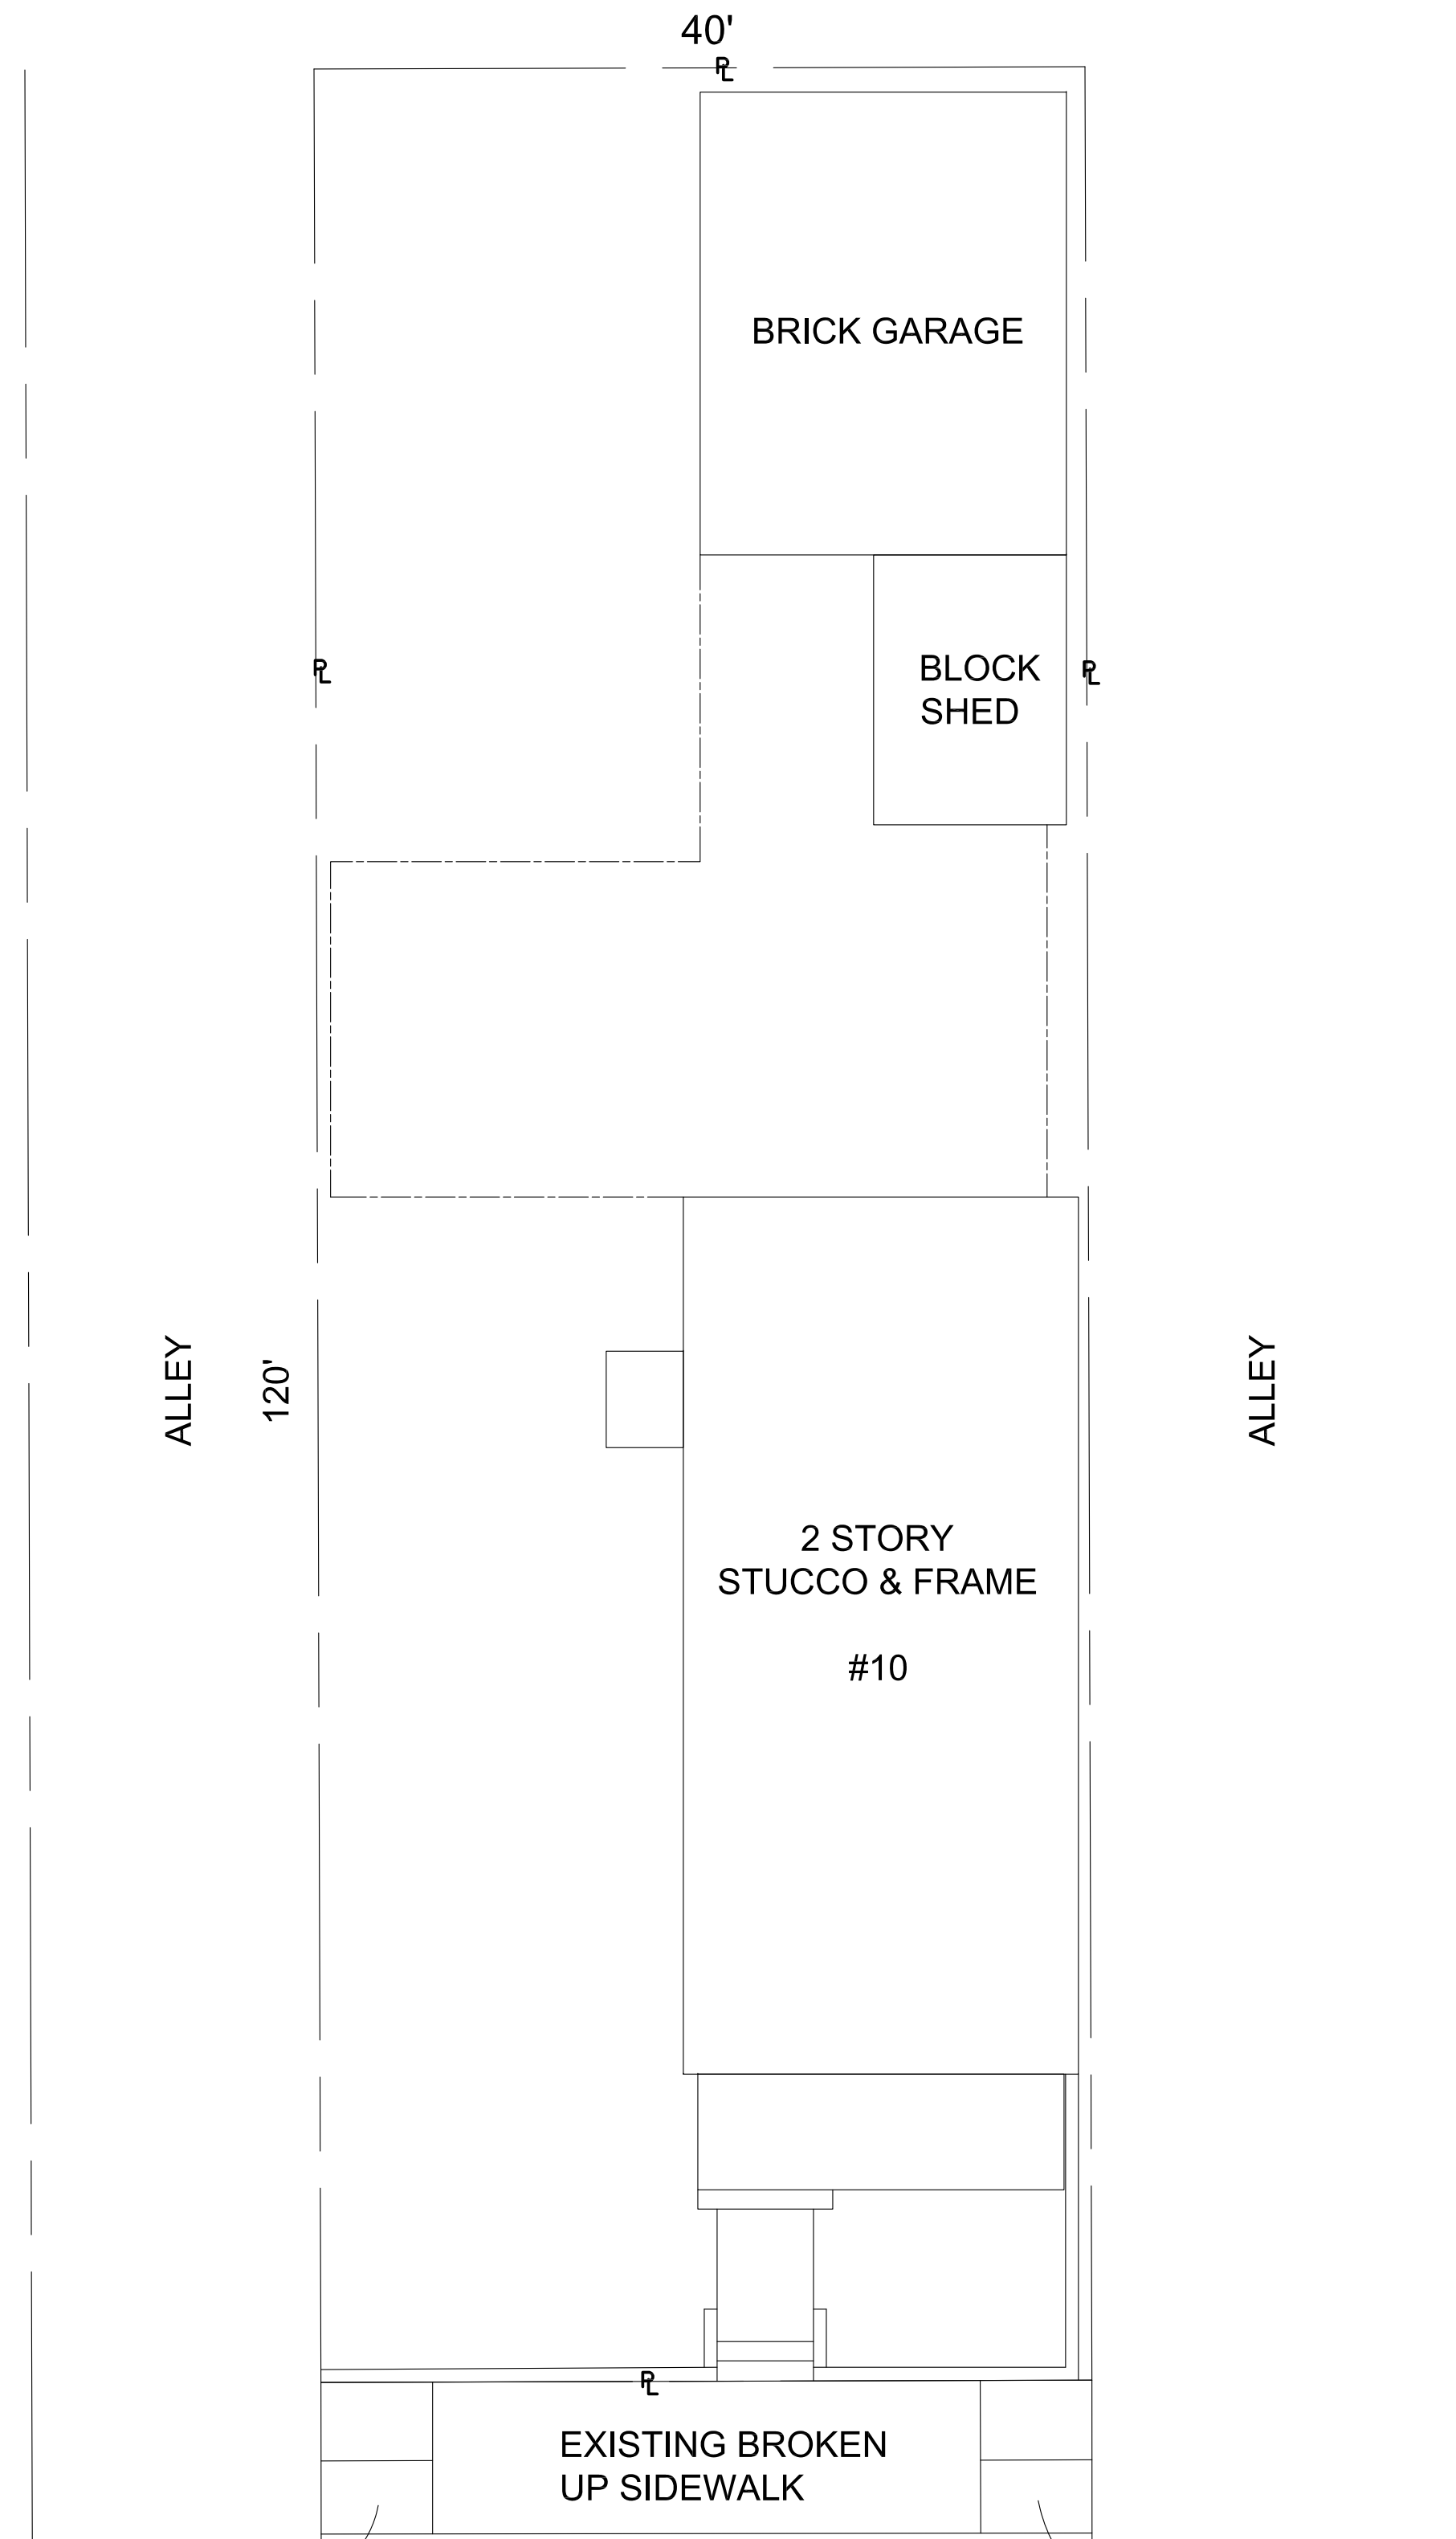 40'
PL
BRICK GARAGE
PL
BLOCK
SHED
PL
ALLEY
120'
ALLEY
2 STORY
STUCCO & FRAME
#10
PL
EXISTING BROKEN
UP SIDEWALK